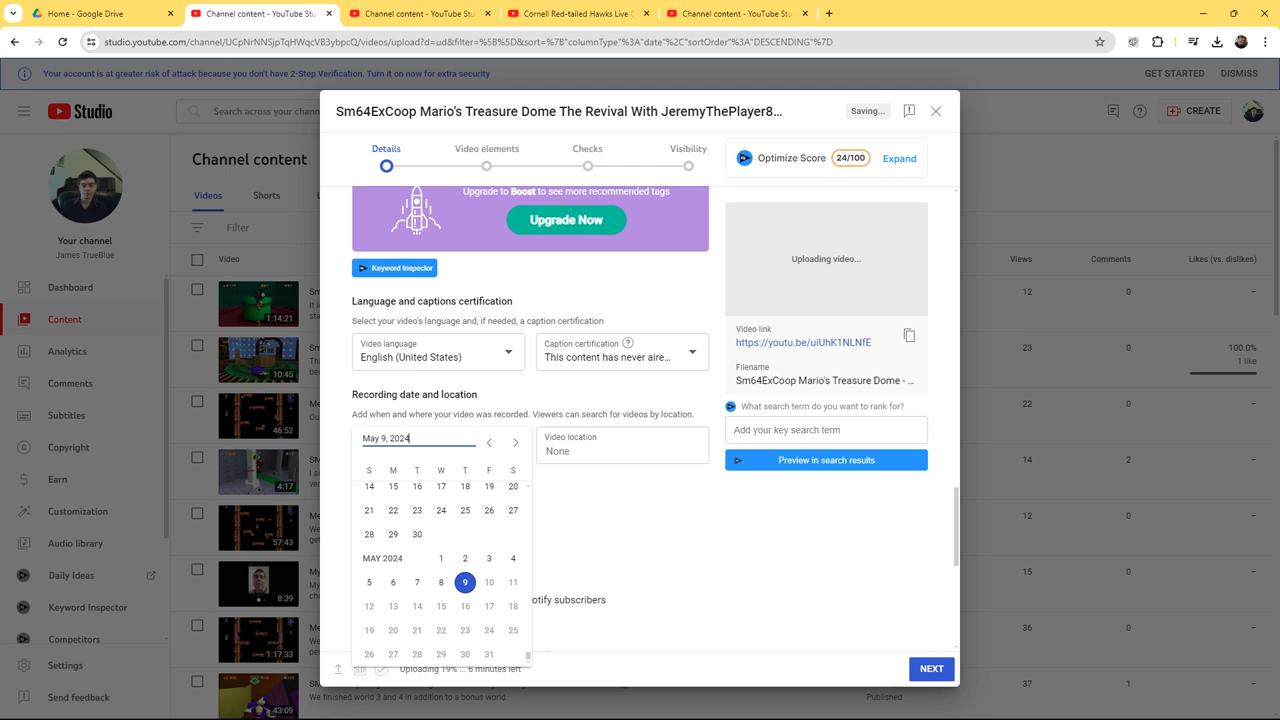 Home - Google Drive
Channel content - YouTube Stu
Channel content - YouTube Stu
Cornell Red-tailed Hawks Live C
Channel content - YouTube Stu
studio.youtube.com/channel/UCpNrNNSjpTqHWqcVB3ybpcQ/videos/upload?d=ud&filter=%5B%5D&sort=%7B"columnType"%3A"date"%2C"sortOrder"%3A"DESCENDING"%7D
Your account is at greater risk of attack because you don't have 2-Step Verification. Turn it on now for extra security
GET STARTED
DISMISS
Studio
Search across your channel
CREATE
Your channel
James TrueBlue
Dashboard
Content
Analytics
Comments
Subtitles
Copyright
Earn
Customization
Audio library
Daily Ideas
Keyword Inspector
Competitors
Settings
Send feedback
Channel content
Videos
Shorts
Filter
Video
Views
Comments
Likes (vs. dislikes)
1:14:21
12
0
–
10:45
23
0
100.0%
1 like
46:52
22
0
–
4:17
14
2
–
57:43
12
0
–
8:39
15
0
–
1:17:33
36
0
–
43:09
We finished world 3 and 4 in addition to a bonus world.
Published
37
1
–
Sm64ExCoop Mario's Treasure Dome The Revival With JeremyThePlayer8...
Saving...
Details
Video elements
Checks
Visibility
Optimize Score
24/100
Expand
Upgrade to Boost to see more recommended tags
Upgrade Now
Keyword Inspector
Language and captions certification
Select your video's language and, if needed, a caption certification
Video language
English (United States)
Caption certification
This content has never aire...
Recording date and location
Add when and where your video was recorded. Viewers can search for videos by location.
May 9, 2024
Video location
None
S M T W T F S
14 15 16 17 18 19 20
21 22 23 24 25 26 27
28 29 30
MAY 2024 1 2 3 4
5 6 7 8 9 10 11
12 13 14 15 16 17 18
19 20 21 22 23 24 25
26 27 28 29 30 31
otify subscribers
Uploading video...
Video link
https://youtu.be/uiUhK1NLNfE
Filename
Sm64ExCoop Mario's Treasure Dome - ...
What search term do you want to rank for?
Add your key search term
Preview in search results
Uploading 19% ... 6 minutes left
NEXT